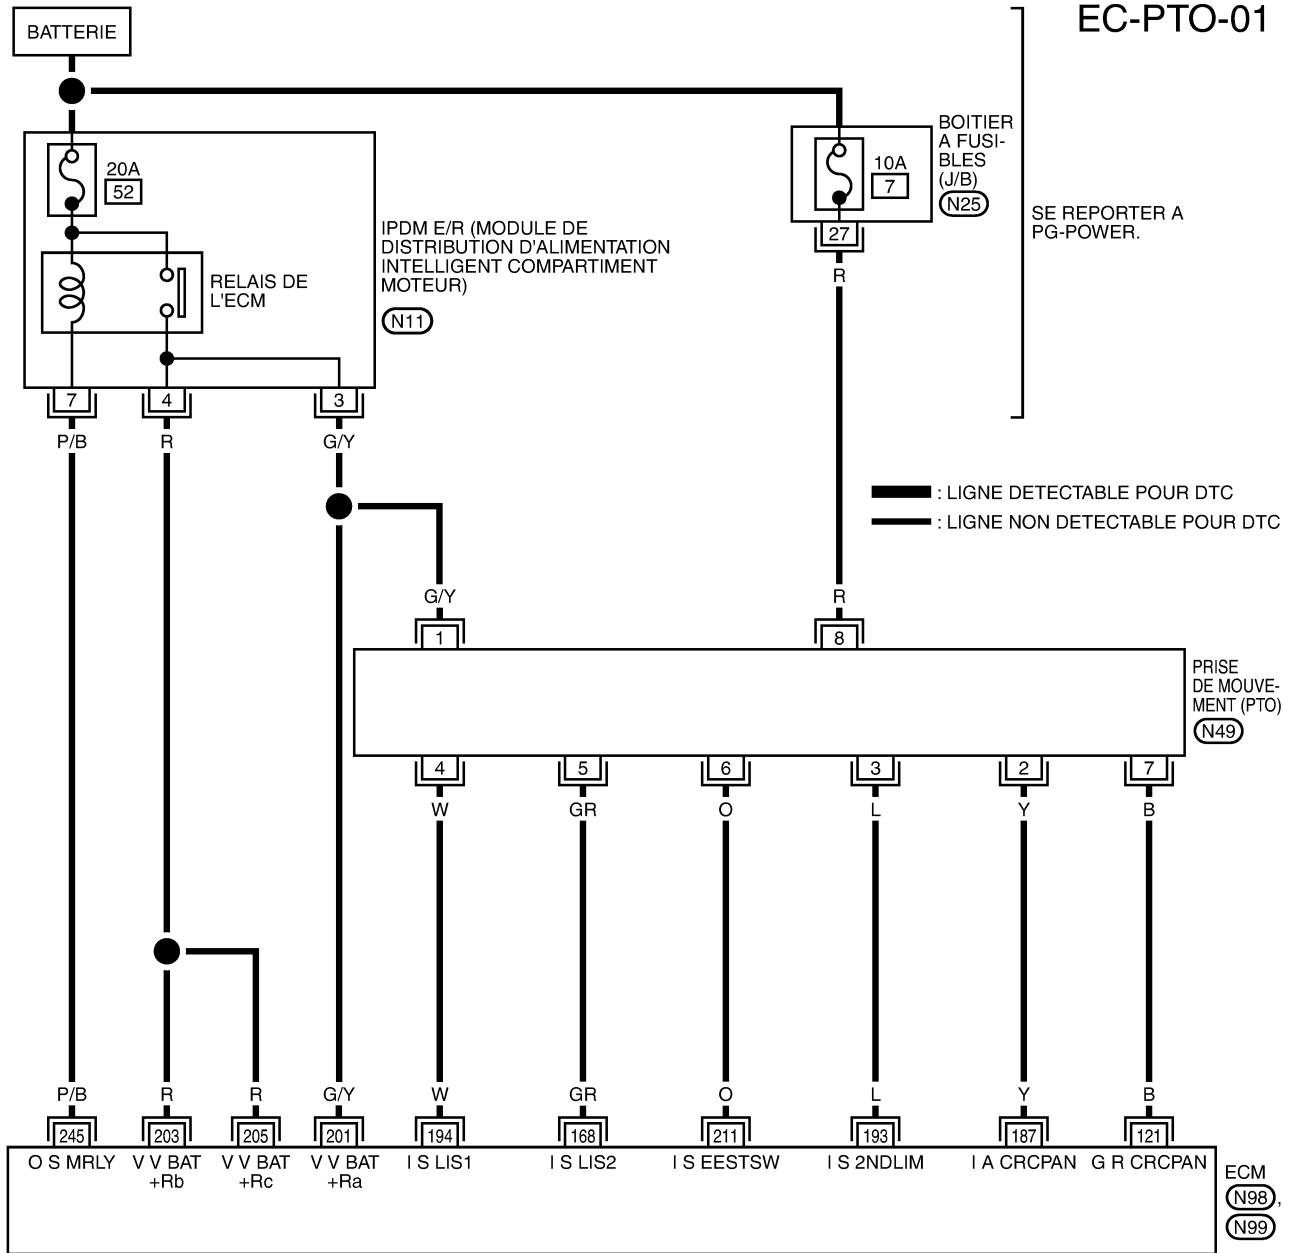 EC-PTO-01
BATTERIE
20A
52
IPDM E/R (MODULE DE
DISTRIBUTION D'ALIMENTATION
INTELLIGENT COMPARTIMENT
MOTEUR)
N11
RELAIS DE
L'ECM
10A
7
BOITIER
A FUSI-
BLES
(J/B)
N25
27
R
SE REPORTER A
PG-POWER.
7
4
3
P/B
R
G/Y
: LIGNE DETECTABLE POUR DTC
: LIGNE NON DETECTABLE POUR DTC
G/Y
R
1
8
PRISE
DE MOUVE-
MENT (PTO)
N49
4
5
6
3
2
7
W
GR
O
L
Y
B
P/B
R
R
G/Y
W
GR
O
L
Y
B
245
203
205
201
194
168
211
193
187
121
O S MRLY
V V BAT
+Rb
V V BAT
+Rc
V V BAT
+Ra
I S LIS1
I S LIS2
I S EESTSW
I S 2NDLIM
I A CRCPAN
G R CRCPAN
ECM
N98,
N99